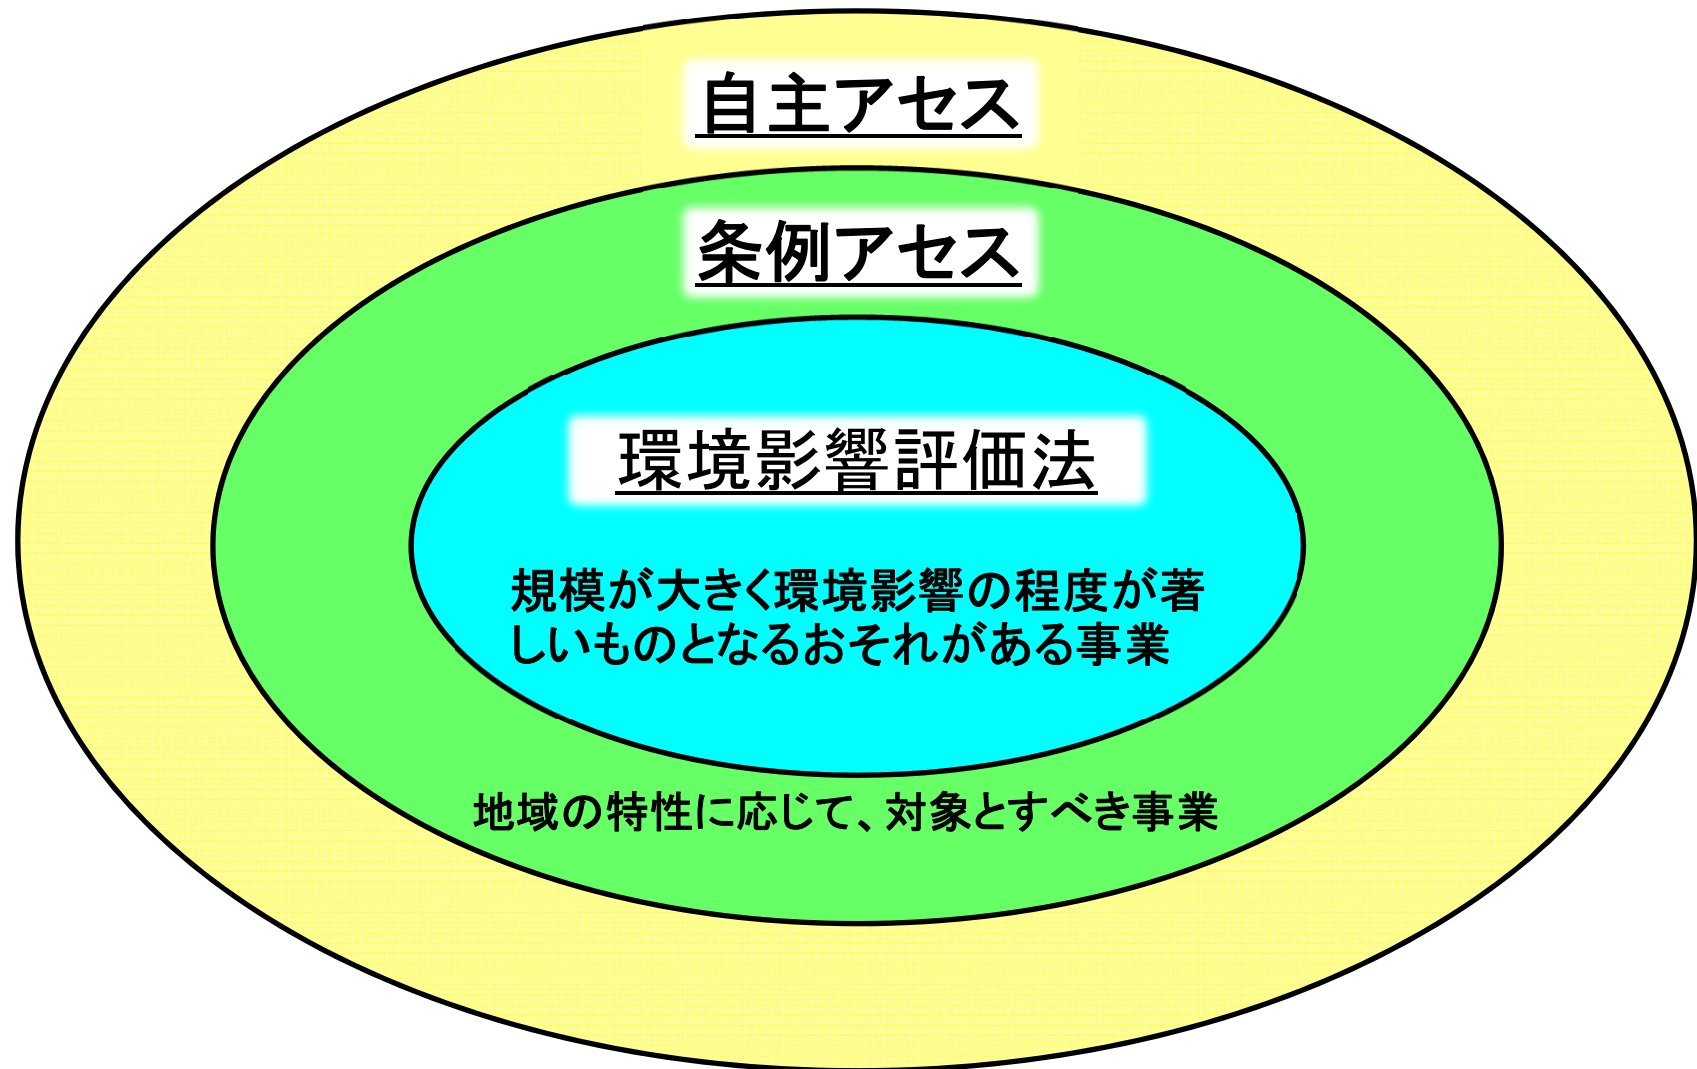 自主アセス
条例アセス
環境影響評価法
規模が大きく環境影響の程度が著
しいものとなるおそれがある事業
地域の特性に応じて、対象とすべき事業